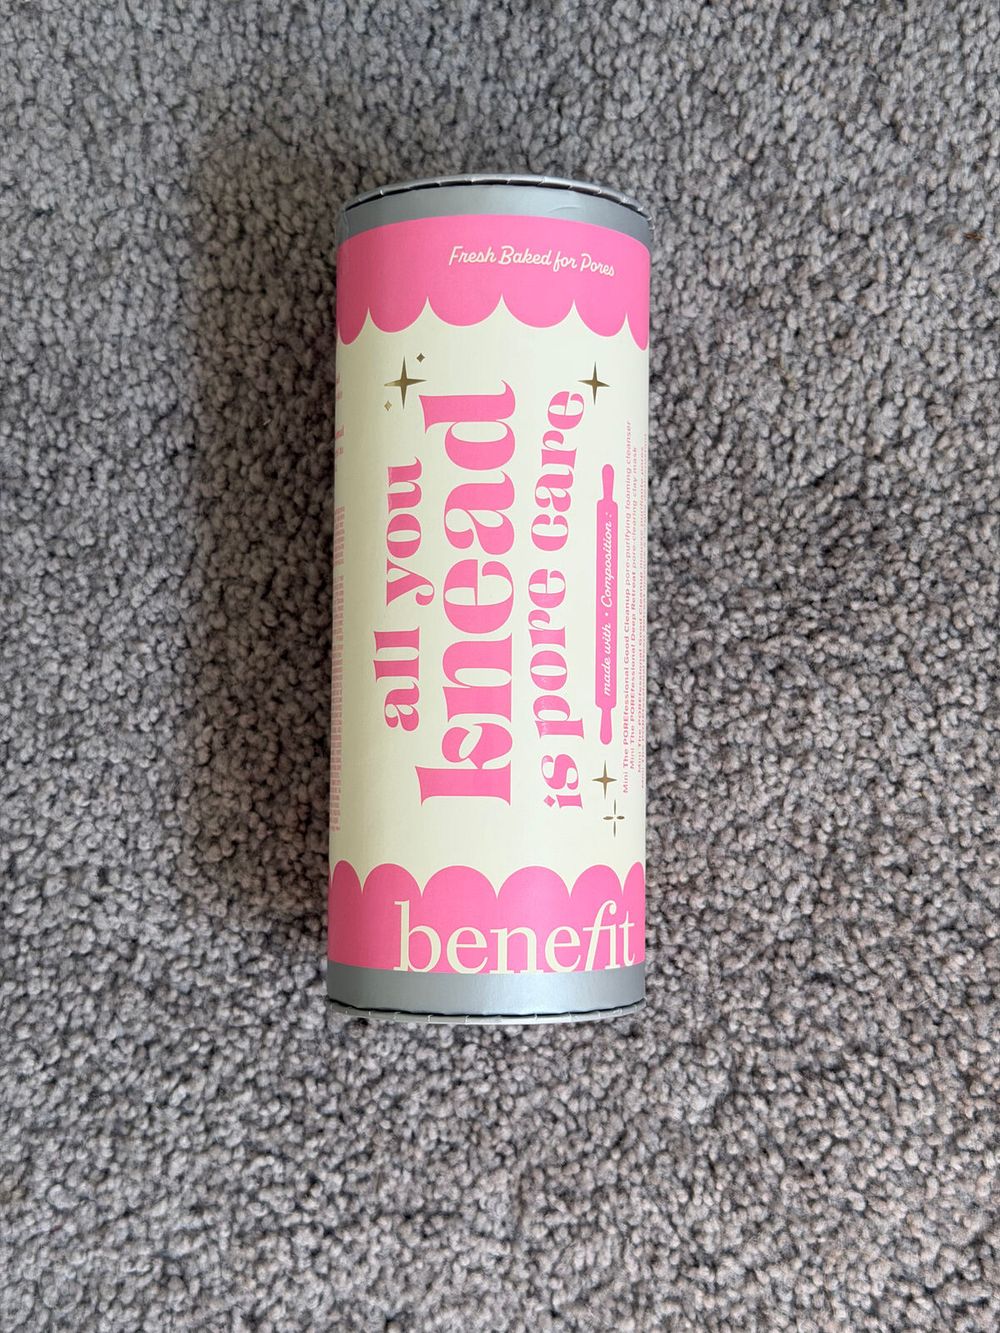 Fresh Baked for Pores
all you
knead
is pore care
made with • Composition :
Mini The POREfessional Good Cleanup pore-purifying foaming cleanser
Mini The POREfessional Deep Retreat pore-clearing clay mask
benefit